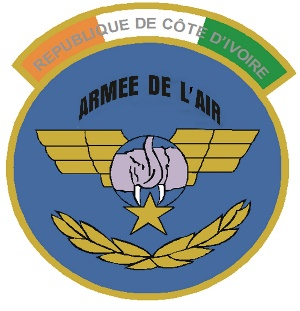 REPUBLIQUE DE CÔTE D'IVOIRE
ARMEE DE L'AIR